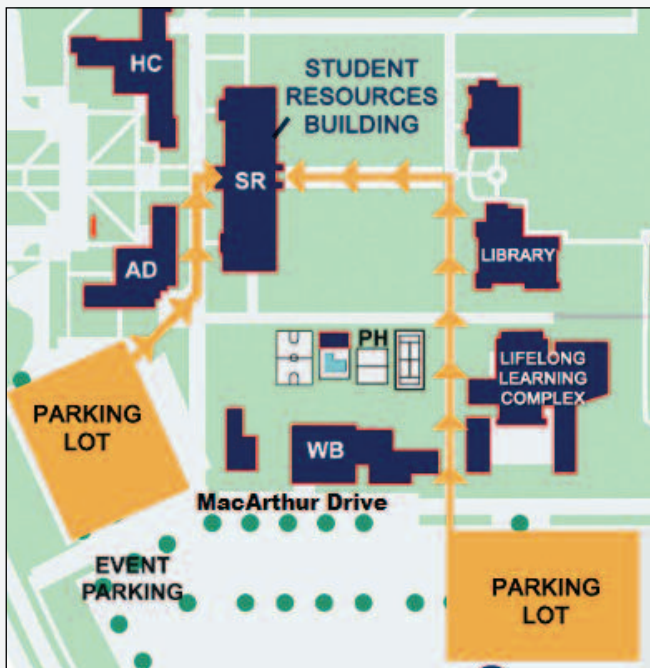 HC
STUDENT
RESOURCES
BUILDING
SR
AD
LIBRARY
PH
LIFELONG
LEARNING
COMPLEX
PARKING
LOT
WB
MacArthur Drive
EVENT
PARKING
PARKING
LOT